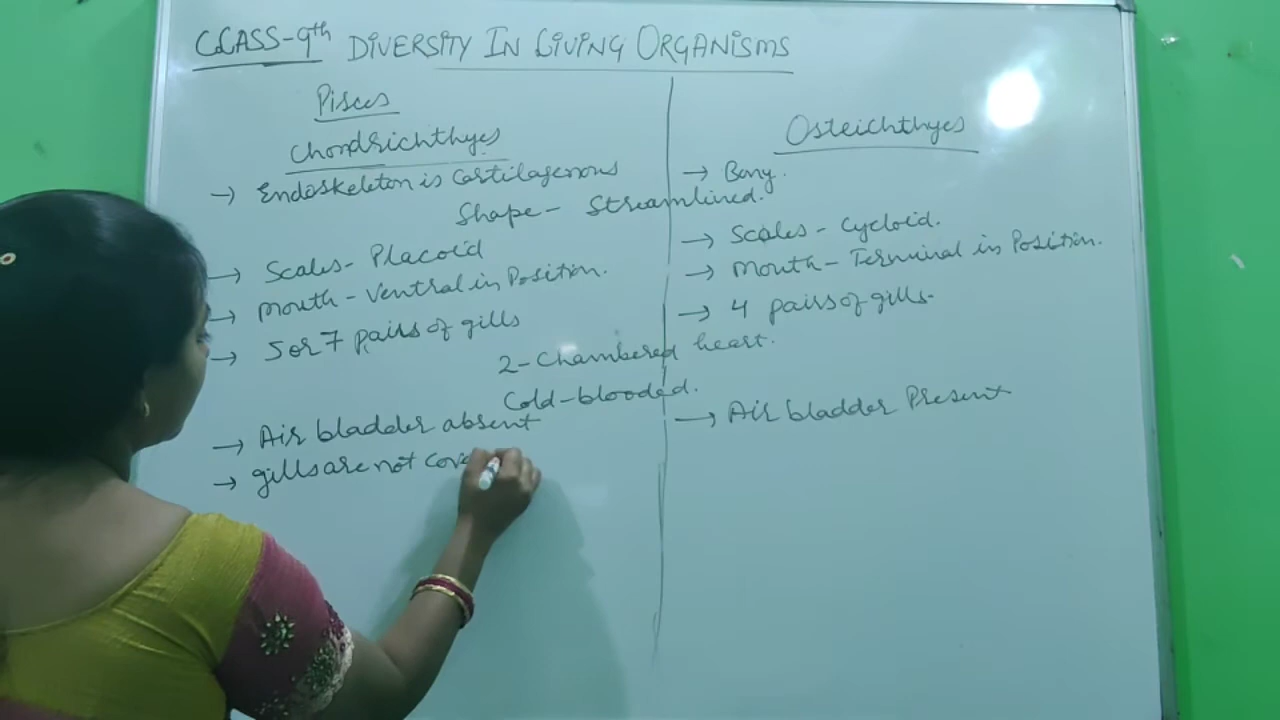 CLASS-9th DIVERSITY IN LIVING ORGANISMS
Pisces
Chondrichthyes
→ Endoskeleton is Cartilagenous
Shape - Streamlined.
→ Scales - Placoid
→ Mouth - Ventral in Position.
→ 5 or 7 pairs of gills
2-Chambered heart.
Cold-blooded.
→ Air bladder absent
→ gills are not cove
Osteichthyes
→ Bony.
→ Scales - Cycloid.
→ Mouth - Terminal in Position.
→ 4 pairs of gills.
→ Air bladder Present